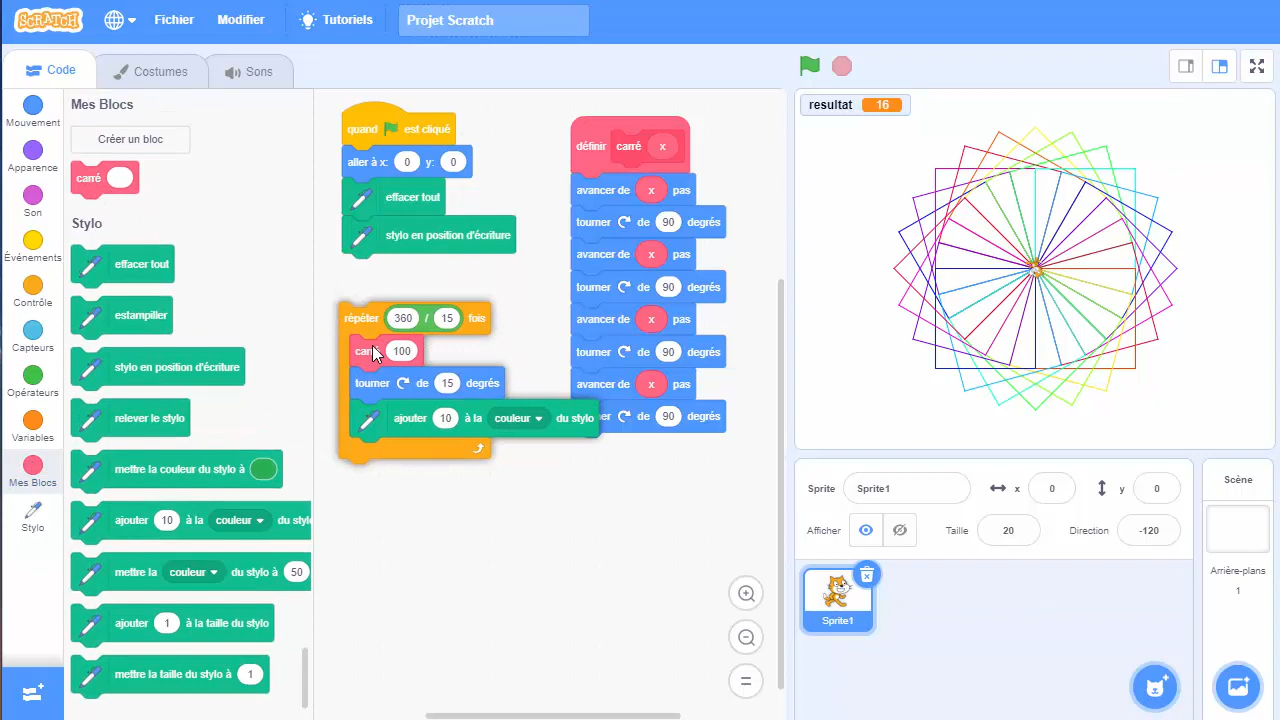 SCRATCH
Fichier
Modifier
Tutoriels
Projet Scratch
Code
Costumes
Sons
Mouvement
Apparence
Son
Événements
Contrôle
Capteurs
Opérateurs
Variables
Mes Blocs
Stylo
Mes Blocs
Créer un bloc
carré
Stylo
effacer tout
estampiller
stylo en position d'écriture
relever le stylo
mettre la couleur du stylo à
ajouter 10 à la couleur du stylo
mettre la couleur du stylo à 50
ajouter 1 à la taille du stylo
mettre la taille du stylo à 1
quand est cliqué
aller à x: 0 y: 0
effacer tout
stylo en position d'écriture
répéter 360 / 15 fois
carré 100
tourner de 15 degrés
ajouter 10 à la couleur du stylo
définir carré x
avancer de x pas
tourner de 90 degrés
avancer de x pas
tourner de 90 degrés
avancer de x pas
tourner de 90 degrés
avancer de x pas
de 90 degrés
resultat 16
Sprite Sprite1 x 0 y 0
Afficher Taille 20 Direction -120
Sprite1
Scène
Arrière-plans
1